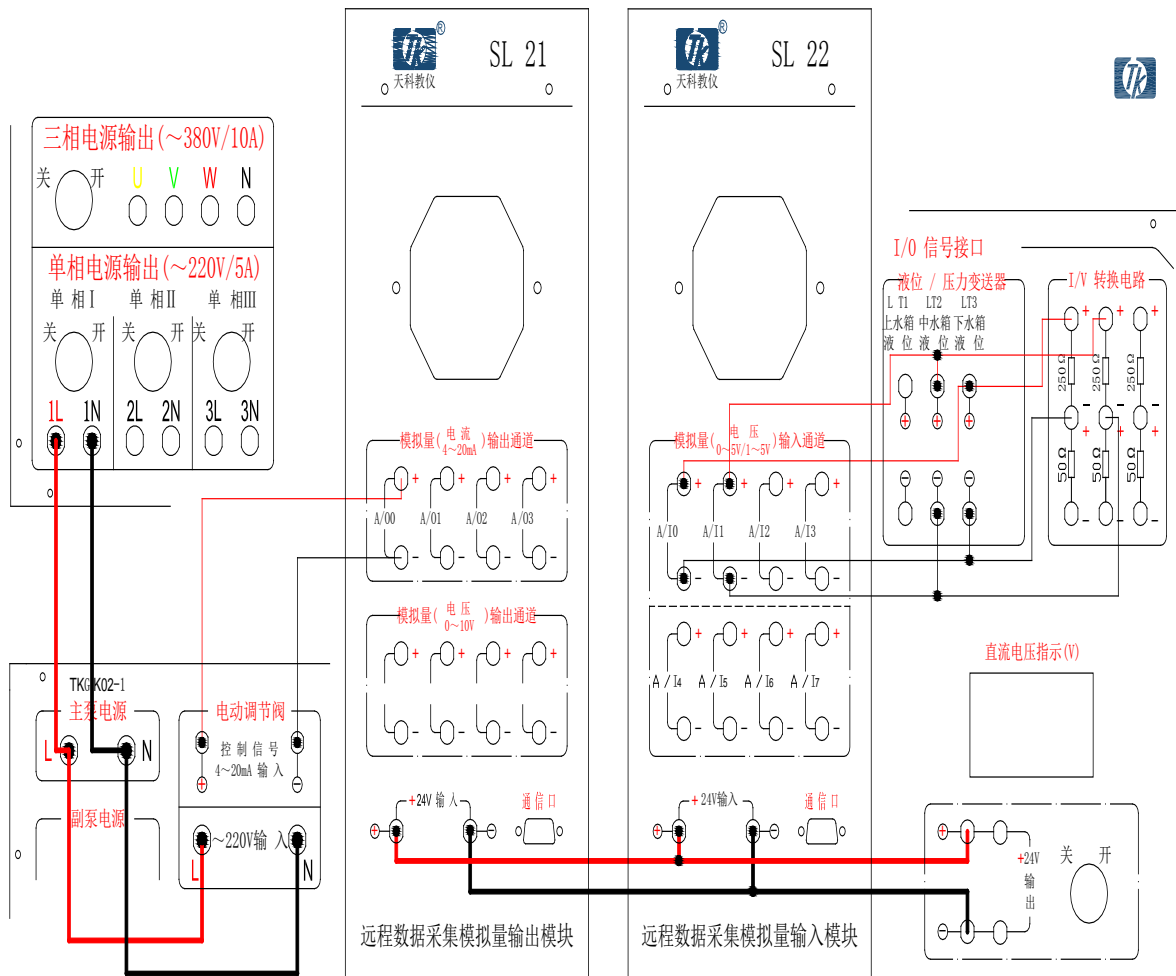 三相电源输出(～380V/10A)
关 开 U V W N
单相电源输出(～220V/5A)
单 相Ⅰ 单 相Ⅱ 单 相Ⅲ
关 开 关 开 关 开
1L 1N 2L 2N 3L 3N
TKGK02-1
主泵电源
L N
副泵电源
电动调节阀
控 制 信 号
4～20mA 输 入
+ -
～220V输 入
L N
TK ®
天科教仪
SL 21
模拟量(电 流 4～20mA)输出通道
+ + + +
A/O0 A/O1 A/O2 A/O3
- - - -
模拟量(电 压 0～10V)输出通道
+ + + +
- - - -
+24V 输 入
+ -
通 信 口
远程数据采集模拟量输出模块
TK ®
天科教仪
SL 22
模拟量(电 压 0～5V/1～5V)输入通道
+ + + +
A/I0 A/I1 A/I2 A/I3
- - - -
+ + + +
A/I4 A/I5 A/I6 A/I7
- - - -
+24V输入
+ -
通 信 口
远程数据采集模拟量输入模块
TK
I/O 信号接口
液位 / 压力变送器
L T1 LT2 LT3
上水箱 中水箱 下水箱
液 位 液 位 液 位
+ + +
- - -
I/V 转换电路
+ + +
250Ω 250Ω 250Ω
- - -
+ + +
50Ω 50Ω 50Ω
- - -
直流电压指示(V)
+
+24V
输
出
-
关 开